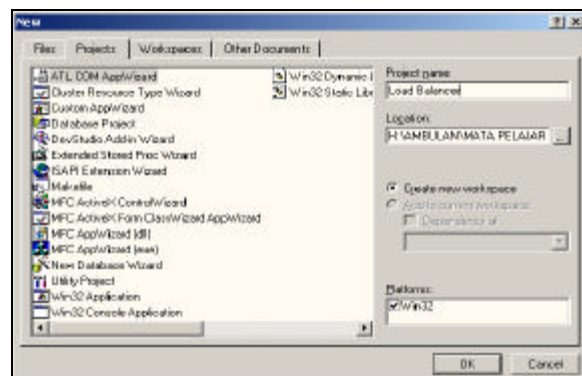 New
Files Projects Workspaces Other Documents
ATL COM AppWizard
Cluster Resource Type Wizard
Custom AppWizard
Database Project
DevStudio Add-in Wizard
Extended Stored Proc Wizard
ISAPI Extension Wizard
Makefile
MFC ActiveX ControlWizard
MFC ActiveX Form ClassWizard AppWizard
MFC AppWizard (dll)
MFC AppWizard (exe)
New Database Wizard
Utility Project
Win32 Application
Win32 Console Application
Win32 Dynamic
Win32 Static Libr
Project name:
Load Balancer
Location:
H:\AMBULAN\MATA PELAJAR
...
Create new workspace
Add to current workspace
Dependency of
Platforms:
Win32
OK Cancel